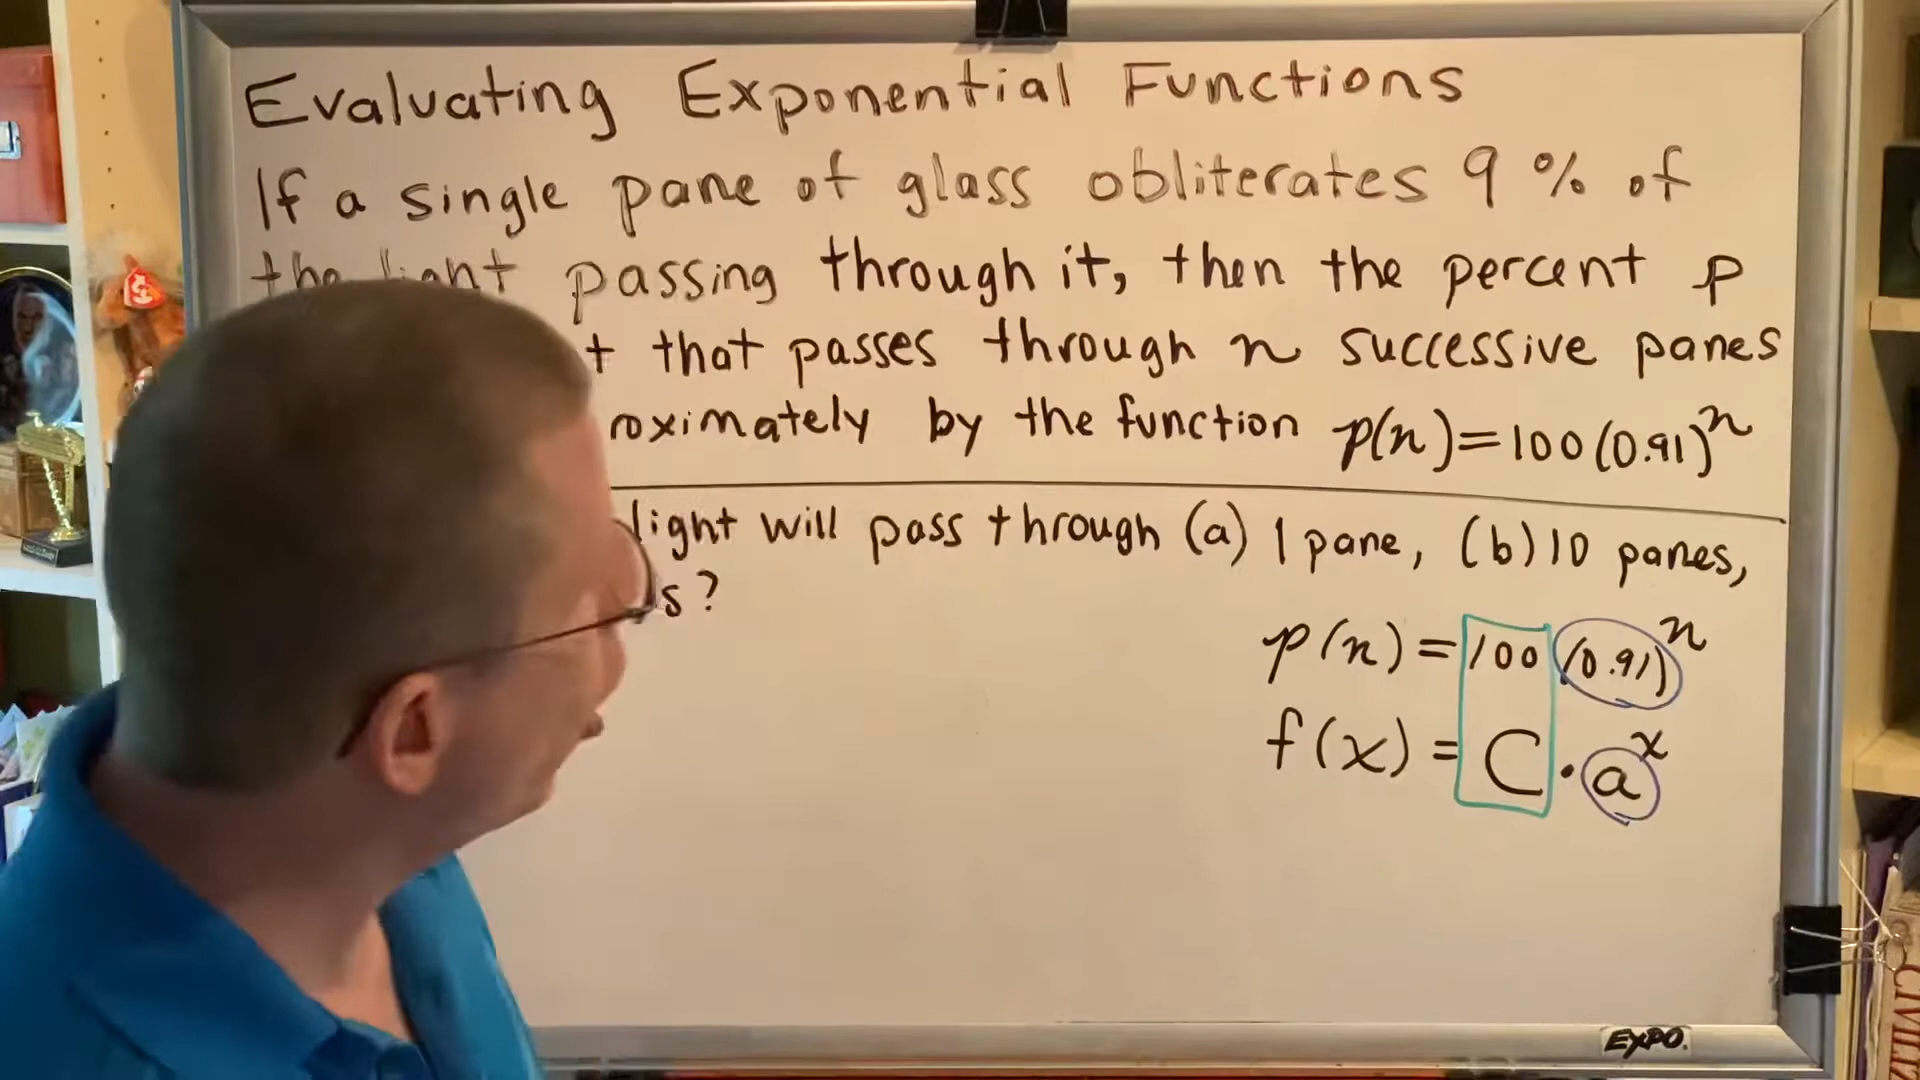 Evaluating Exponential Functions
If a single pane of glass obliterates 9% of
the light passing through it, then the percent p
that passes through n successive panes
by the function p(n)=100(0.91)^n
light will pass through (a) 1 pane, (b) 10 panes,
?
p(n) = 100 (0.91)^n
f(x) = C · a^x
EXPO